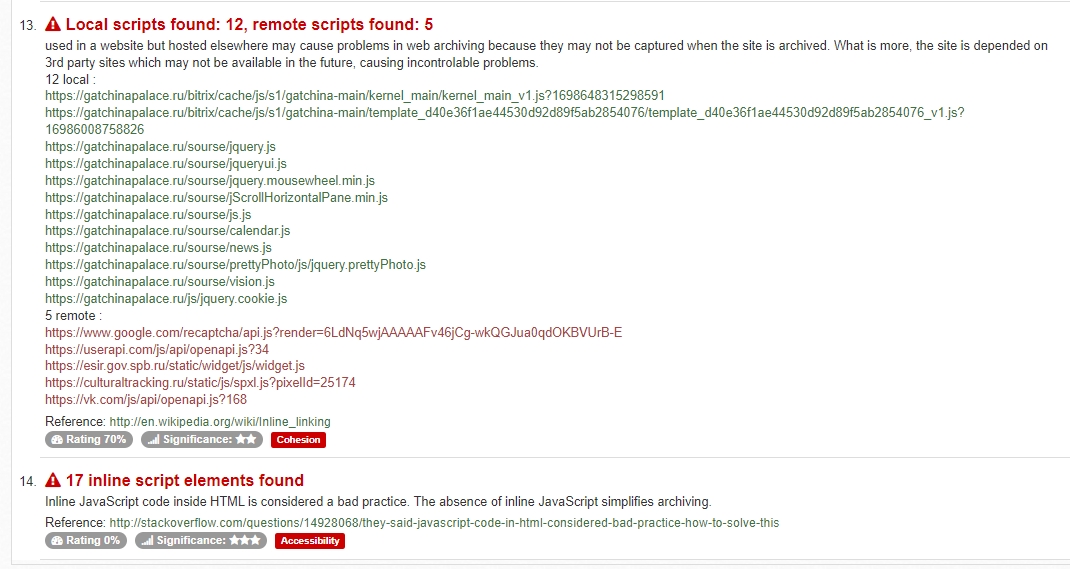 13. Local scripts found: 12, remote scripts found: 5
used in a website but hosted elsewhere may cause problems in web archiving because they may not be captured when the site is archived. What is more, the site is depended on
3rd party sites which may not be available in the future, causing incontrolable problems.
12 local :
https://gatchinapalace.ru/bitrix/cache/js/s1/gatchina-main/kernel_main/kernel_main_v1.js?1698648315298591
https://gatchinapalace.ru/bitrix/cache/js/s1/gatchina-main/template_d40e36f1ae44530d92d89f5ab2854076/template_d40e36f1ae44530d92d89f5ab2854076_v1.js?
16986008758826
https://gatchinapalace.ru/sourse/jquery.js
https://gatchinapalace.ru/sourse/jqueryui.js
https://gatchinapalace.ru/sourse/jquery.mousewheel.min.js
https://gatchinapalace.ru/sourse/jScrollHorizontalPane.min.js
https://gatchinapalace.ru/sourse/js.js
https://gatchinapalace.ru/sourse/calendar.js
https://gatchinapalace.ru/sourse/news.js
https://gatchinapalace.ru/sourse/prettyPhoto/js/jquery.prettyPhoto.js
https://gatchinapalace.ru/sourse/vision.js
https://gatchinapalace.ru/js/jquery.cookie.js
5 remote :
https://www.google.com/recaptcha/api.js?render=6LdNq5wjAAAAAFv46jCg-wkQGJua0qdOKBVUrB-E
https://userapi.com/js/api/openapi.js?34
https://esir.gov.spb.ru/static/widget/js/widget.js
https://culturaltracking.ru/static/js/spxl.js?pixelId=25174
https://vk.com/js/api/openapi.js?168
Reference: http://en.wikipedia.org/wiki/Inline_linking
Rating 70% Significance: ★★ Cohesion
14. 17 inline script elements found
Inline JavaScript code inside HTML is considered a bad practice. The absence of inline JavaScript simplifies archiving.
Reference: http://stackoverflow.com/questions/14928068/they-said-javascript-code-in-html-considered-bad-practice-how-to-solve-this
Rating 0% Significance: ★★★ Accessibility